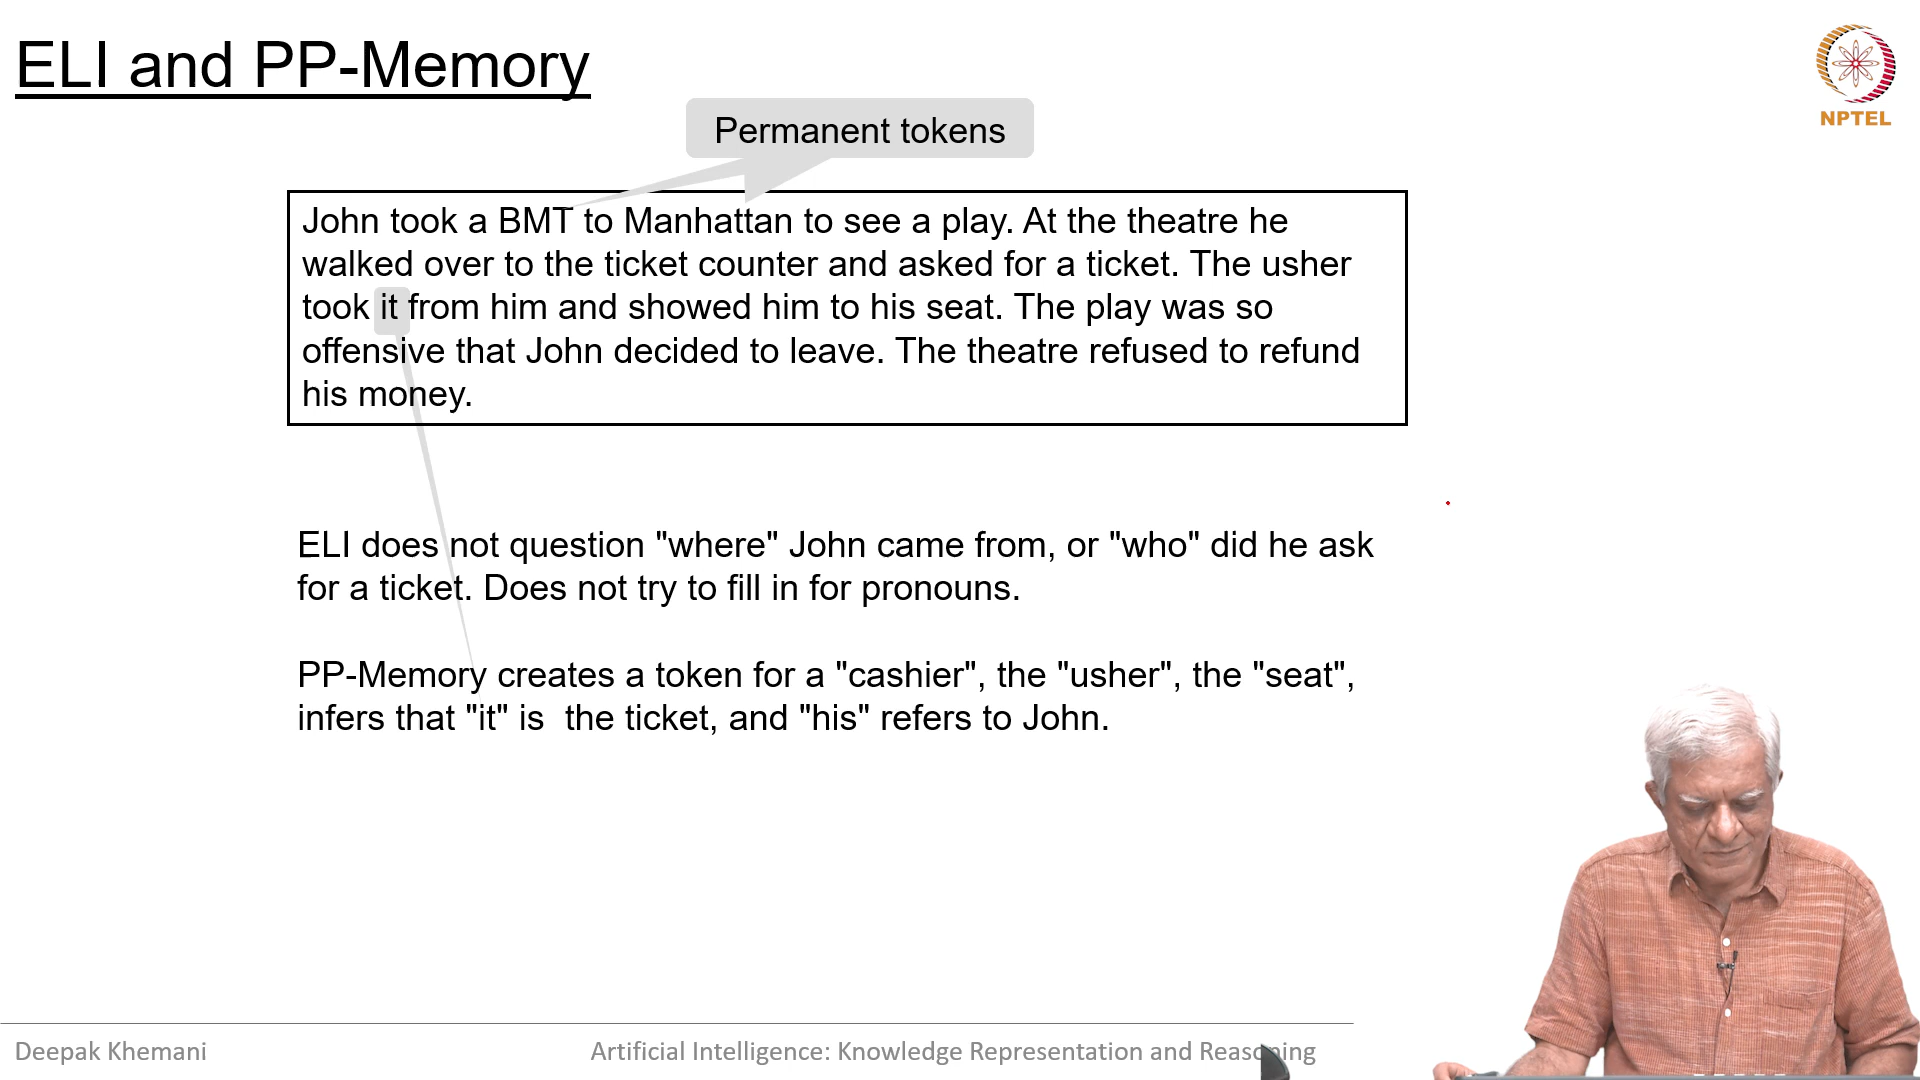 ELI and PP-Memory
NPTEL
Permanent tokens
John took a BMT to Manhattan to see a play. At the theatre he
walked over to the ticket counter and asked for a ticket. The usher
took it from him and showed him to his seat. The play was so
offensive that John decided to leave. The theatre refused to refund
his money.
ELI does not question "where" John came from, or "who" did he ask
for a ticket. Does not try to fill in for pronouns.
PP-Memory creates a token for a "cashier", the "usher", the "seat",
infers that "it" is  the ticket, and "his" refers to John.
Deepak Khemani
Artificial Intelligence: Knowledge Representation and Reasoning